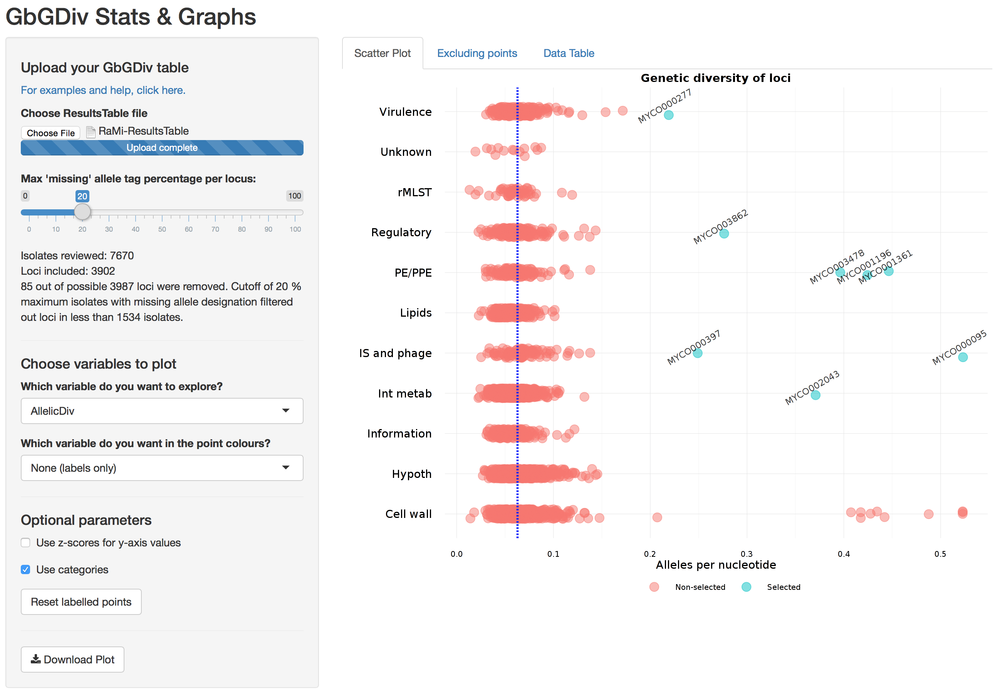 GbGDiv Stats & Graphs
Upload your GbGDiv table
For examples and help, click here.
Choose ResultsTable file
Choose File RaMi-ResultsTable
Upload complete
Max 'missing' allele tag percentage per locus:
0 20 100
0 10 20 30 40 50 60 70 80 90 100
Isolates reviewed: 7670
Loci included: 3902
85 out of possible 3987 loci were removed. Cutoff of 20 %
maximum isolates with missing allele designation filtered
out loci in less than 1534 isolates.
Choose variables to plot
Which variable do you want to explore?
AllelicDiv
Which variable do you want in the point colours?
None (labels only)
Optional parameters
Use z-scores for y-axis values
Use categories
Reset labelled points
Download Plot
Scatter Plot Excluding points Data Table
Genetic diversity of loci
Virulence
MYCO000277
Unknown
rMLST
Regulatory
MYCO003862
PE/PPE
MYCO003478
MYCO001196
MYCO001361
Lipids
IS and phage
MYCO000397
MYCO000095
Int metab
MYCO002043
Information
Hypoth
Cell wall
0.0 0.1 0.2 0.3 0.4 0.5
Alleles per nucleotide
Non-selected Selected